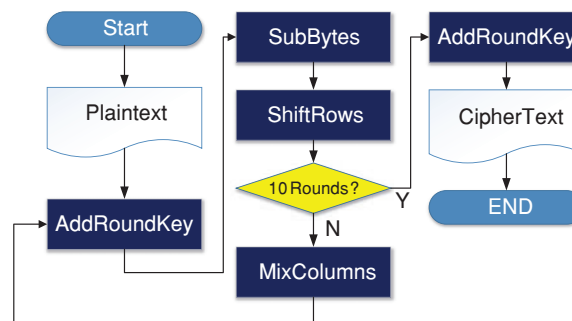 Start
Plaintext
AddRoundKey
SubBytes
ShiftRows
10 Rounds?
Y
N
MixColumns
AddRoundKey
CipherText
END